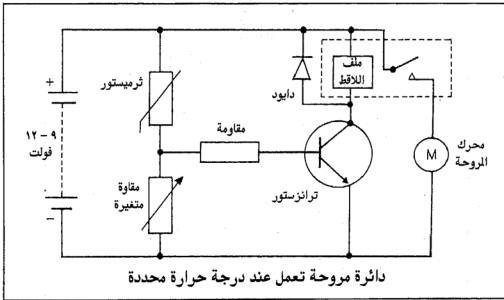 ثرميستور
دايود
ملف
اللاقط
+
١٢ - ٩
فولت
-
مقاومة
مقاوة
متغيرة
ترانزستور
M
محرك
المروحة
دائرة مروحة تعمل عند درجة حرارة محددة